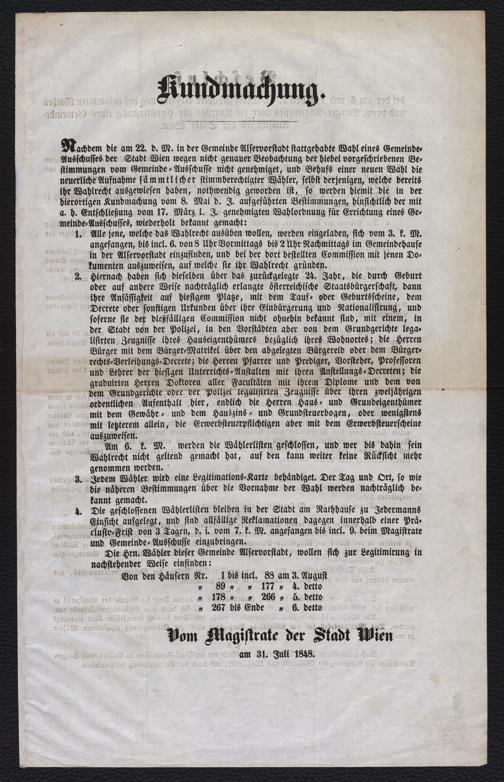 Kundmachung.
Nachdem die am 22. d. M. in der Gemeinde Alservorstadt stattgehabte Wahl eines Gemeinde-
Ausschusses der Stadt Wien wegen nicht genauer Beobachtung der hiebei vorgeschriebenen Be-
stimmungen vom Gemeinde-Ausschusse nicht genehmiget, und Behufs einer neuen Wahl die
neuerliche Aufnahme sämmtlicher stimmberechtigter Wähler, selbst derjenigen, welche bereits
ihr Wahlrecht ausgewiesen haben, nothwendig geworden ist, so werden hiemit die in der
hierortigen Kundmachung vom 8. Mai d. J. aufgeführten Bestimmungen, hinsichtlich der mit
a. h. Entschließung vom 17. März l. J. genehmigten Wahlordnung für Errichtung eines Ge-
meinde-Ausschusses, wiederholt bekannt gemacht:
1. Alle jene, welche das Wahlrecht ausüben wollen, werden eingeladen, sich vom 3. k. M.
angefangen, bis incl. 6. von 8 Uhr Vormittags bis 2 Uhr Nachmittags im Gemeindehause
in der Alservorstadt einzufinden, und bei der dort bestellten Commission mit jenen Do-
kumenten auszuweisen, auf welche sie ihr Wahlrecht gründen.
2. Hiernach haben sich dieselben über das zurückgelegte 24. Jahr, die durch Geburt
oder auf andere Weise nachträglich erlangte österreichische Staatsbürgerschaft, dann
ihre Ansässigkeit auf hiesigem Platze, mit dem Tauf- oder Geburtsscheine, dem
Decrete oder sonstigen Urkunden über ihre Einbürgerung und Nationalisirung, und
soferne sie der dießfälligen Commission nicht ohnehin bekannt sind, mit einem, in
der Stadt von der Polizei, in den Vorstädten aber von dem Grundgerichte lega-
lisirten Zeugnisse ihres Hauseigenthümers bezüglich ihres Wohnortes; die Herren
Bürger mit dem Bürger-Matrikel über den abgelegten Bürgereid oder dem Bürger-
rechts-Verleihungs-Decrete; die Herren Pfarrer und Prediger, Vorsteher, Professoren
und Lehrer der hiesigen Unterrichts-Anstalten mit ihren Anstellungs-Decreten; die
graduirten Herren Doktoren aller Facultäten mit ihrem Diplome und dem von
dem Grundgerichte oder der Polizei legalisirten Zeugnisse über ihren zweijährigen
ordentlichen Aufenthalt hier, endlich die Herren Haus- und Grundeigenthümer
mit dem Gewähr- und dem Hauszins- und Grundsteuerbogen, oder wenigstens
mit letzterem allein, die Erwerbsteuerpflichtigen aber mit dem Erwerbsteuerscheine
auszuweisen.
Am 6. k. M. werden die Wählerlisten geschlossen, und wer bis dahin sein
Wahlrecht nicht geltend gemacht hat, auf den kann weiter keine Rücksicht mehr
genommen werden.
3. Jedem Wähler wird eine Legitimations-Karte behändiget. Der Tag und Ort, so wie
die näheren Bestimmungen über die Vornahme der Wahl werden nachträglich be-
kannt gemacht.
4. Die geschlossenen Wählerlisten bleiben in der Stadt am Rathhause zu Jedermanns
Einsicht aufgelegt, und sind allfällige Reklamationen dagegen innerhalb einer Prä-
clusiv-Frist von 3 Tagen, d. i. vom 7. k. M. angefangen bis incl. 9. beim Magistrate
und Gemeinde-Ausschusse einzubringen.
Die Hrn. Wähler dieser Gemeinde Alservorstadt, wollen sich zur Legitimirung in
nachstehender Weise einfinden:
Von den Häusern Nr. 1 bis incl. 88 am 3. August
„ 89 „ „ 177 „ 4. detto
„ 178 „ „ 266 „ 5. detto
„ 267 bis Ende „ 6. detto
Vom Magistrate der Stadt Wien
am 31. Juli 1848.